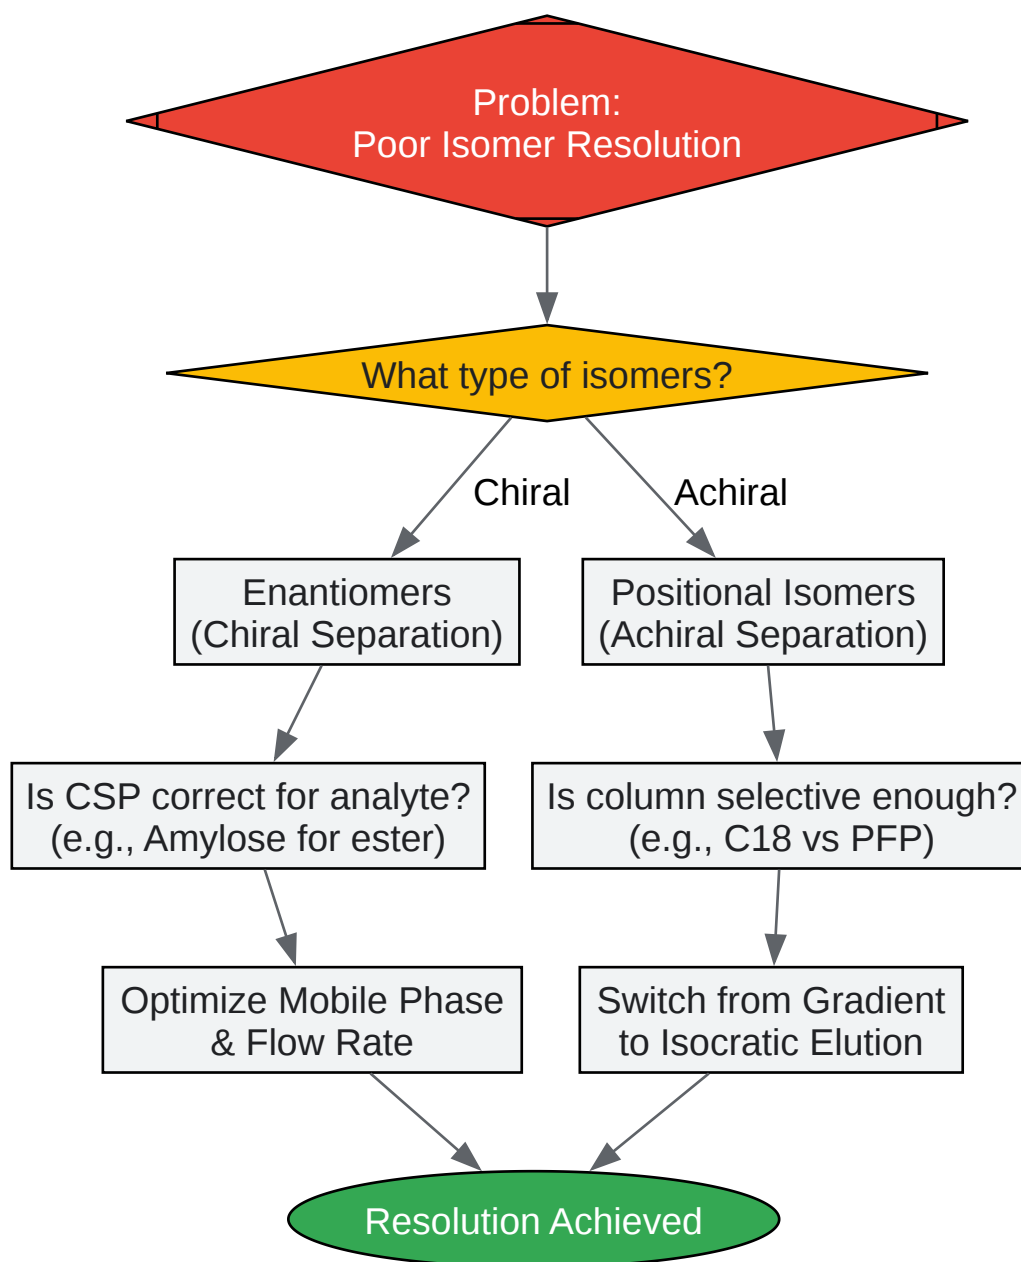 Problem:
Poor Isomer Resolution
What type of isomers?
Chiral
Achiral
Enantiomers
(Chiral Separation)
Positional Isomers
(Achiral Separation)
Is CSP correct for analyte?
(e.g., Amylose for ester)
Is column selective enough?
(e.g., C18 vs PFP)
Optimize Mobile Phase
& Flow Rate
Switch from Gradient
to Isocratic Elution
Resolution Achieved